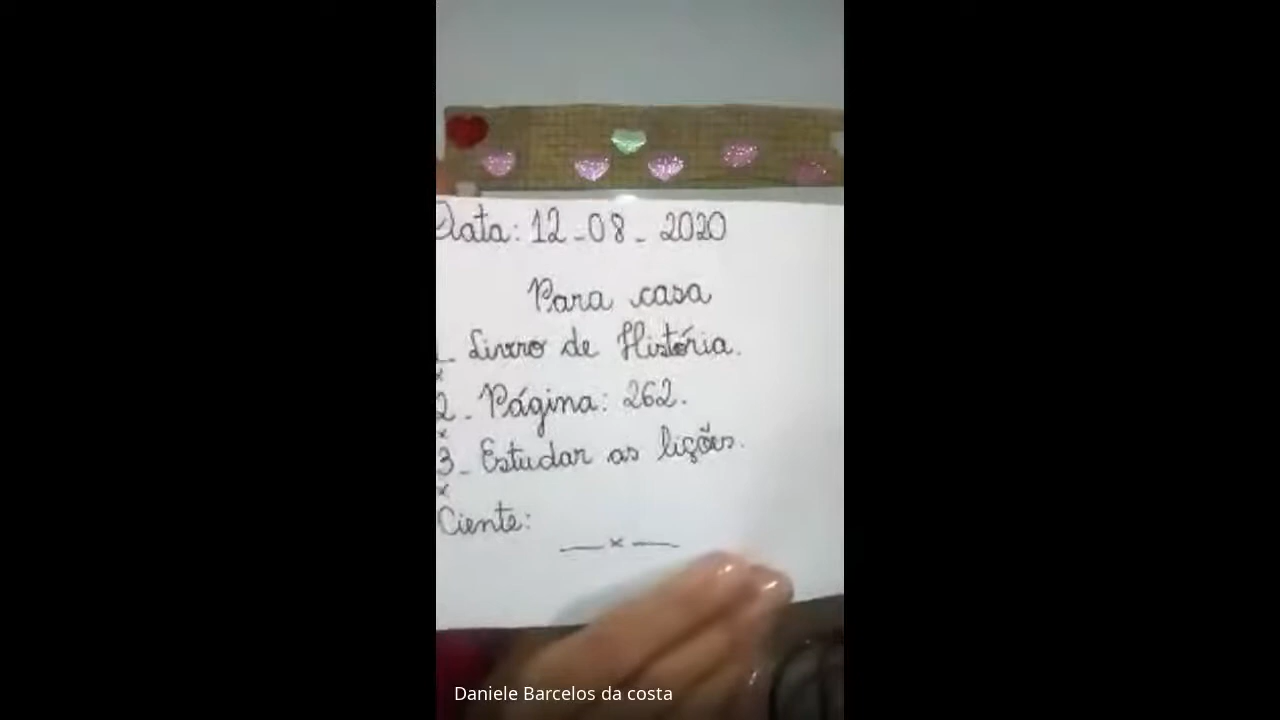 Data: 12-08-2020
Para casa
1- Livro de História.
x
2- Página: 262.
x
3- Estudar as lições.
x
Ciente:
—x—
Daniele Barcelos da costa